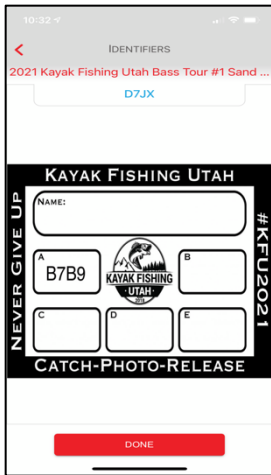 10:32
IDENTIFIERS
2021 Kayak Fishing Utah Bass Tour #1 Sand ...
D7JX
KAYAK FISHING UTAH
NEVER GIVE UP
#KFU2021
NAME:
A
B7B9
B
KAYAK FISHING
UTAH
C
D
E
CATCH-PHOTO-RELEASE
DONE